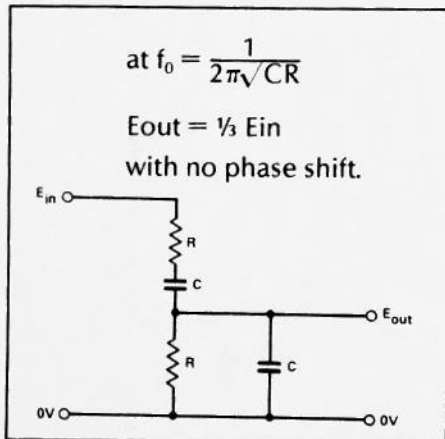 at f₀ = 1/2π√CR
Eout = ⅓ Ein
with no phase shift.
Ein
R
C
Eout
R
C
0V
0V